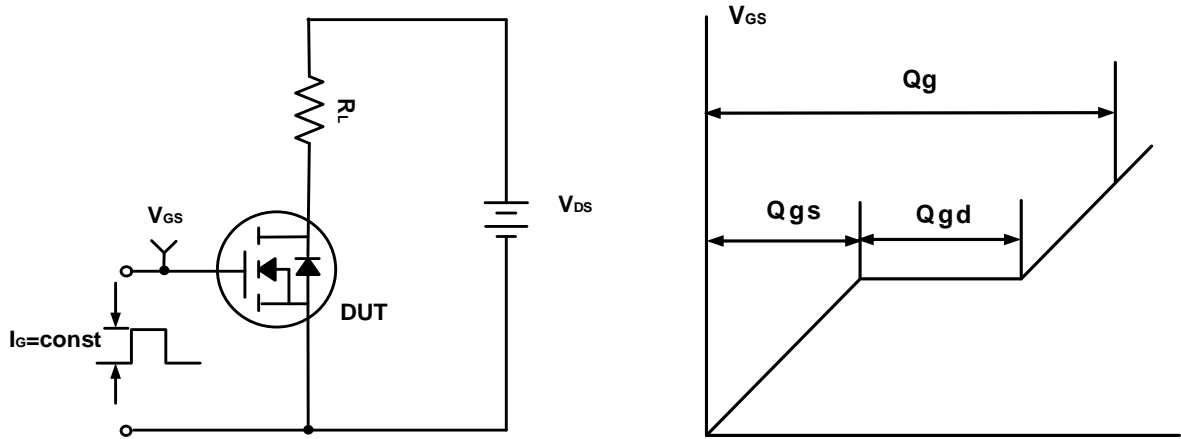 RL
VDS
VGS
DUT
IG=const
VGS
Qg
Qgs
Qgd